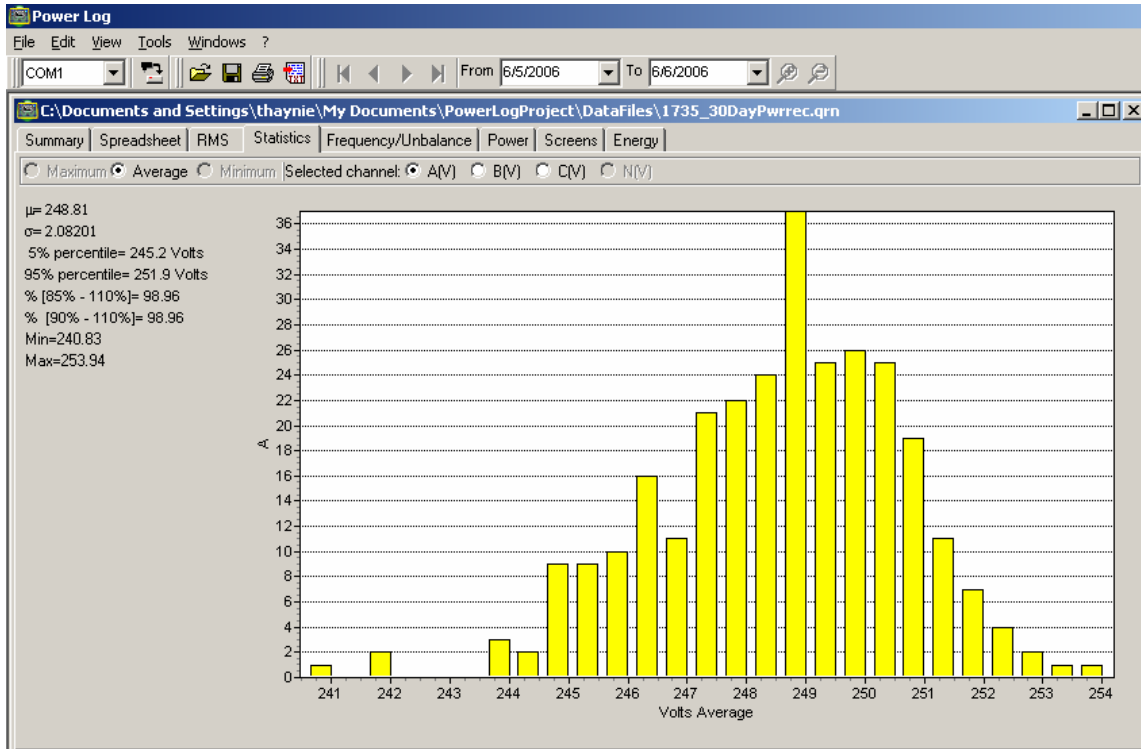 Power Log
File Edit View Tools Windows ?
COM1 From 6/5/2006 To 6/6/2006
C:\Documents and Settings\thaynie\My Documents\PowerLogProject\DataFiles\1735_30DayPwrrec.qrn
Summary Spreadsheet RMS Statistics Frequency/Unbalance Power Screens Energy
Maximum Average Minimum Selected channel: A(V) B(V) C(V) N(V)
μ= 248.81
σ= 2.08201
5% percentile= 245.2 Volts
95% percentile= 251.9 Volts
% [85% - 110%]= 98.96
% [90% - 110%]= 98.96
Min=240.83
Max=253.94
36
34
32
30
28
26
24
22
20
18
16
14
12
10
8
6
4
2
0
A
241 242 243 244 245 246 247 248 249 250 251 252 253 254
Volts Average